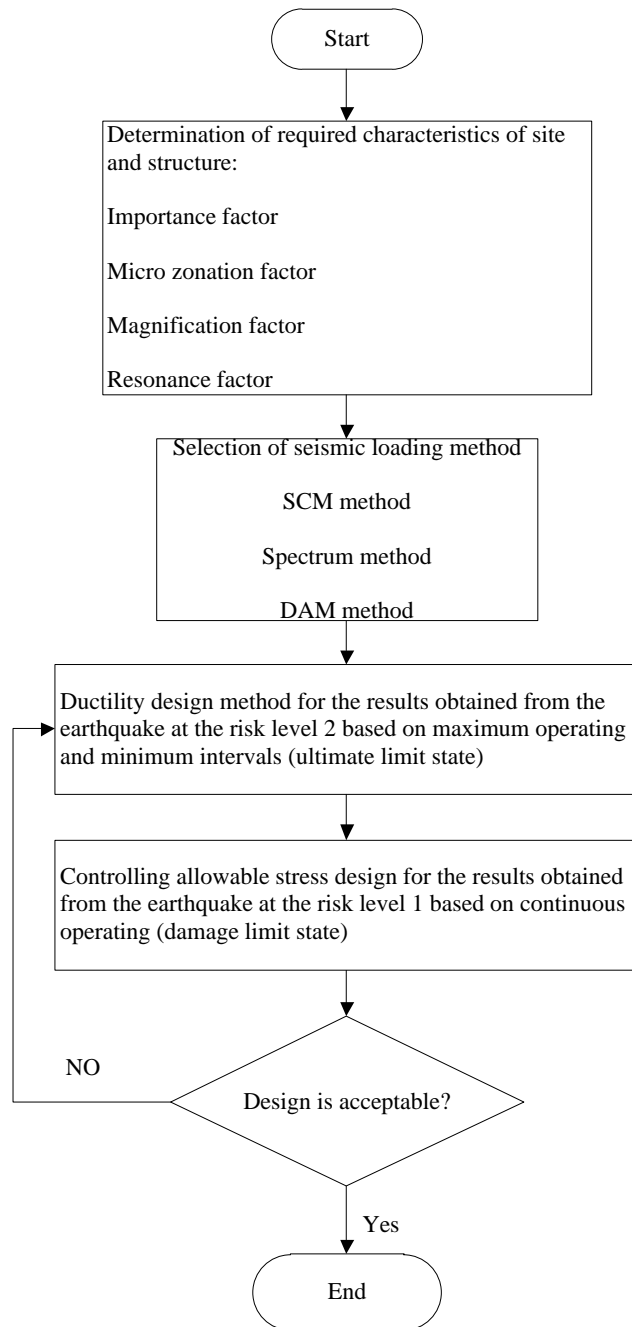 Start
Determination of required characteristics of site
and structure:
Importance factor
Micro zonation factor
Magnification factor
Resonance factor
Selection of seismic loading method
SCM method
Spectrum method
DAM method
Ductility design method for the results obtained from the
earthquake at the risk level 2 based on maximum operating
and minimum intervals (ultimate limit state)
Controlling allowable stress design for the results obtained
from the earthquake at the risk level 1 based on continuous
operating (damage limit state)
NO
Design is acceptable?
Yes
End